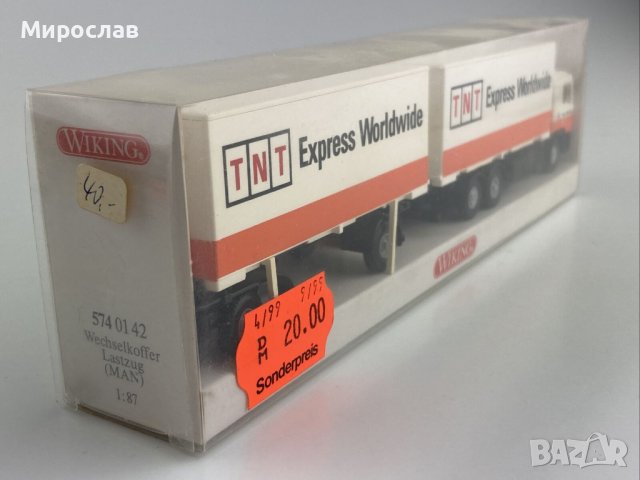 Мирослав
WIKING®
40,-
574 01 42
Wechselkoffer
Lastzug
(MAN)
1:87
TNT Express Worldwide
TNT Express Worldwide
WIKING®
4/99 9/99
DM 20.00
Sonderpreis
BAZAR